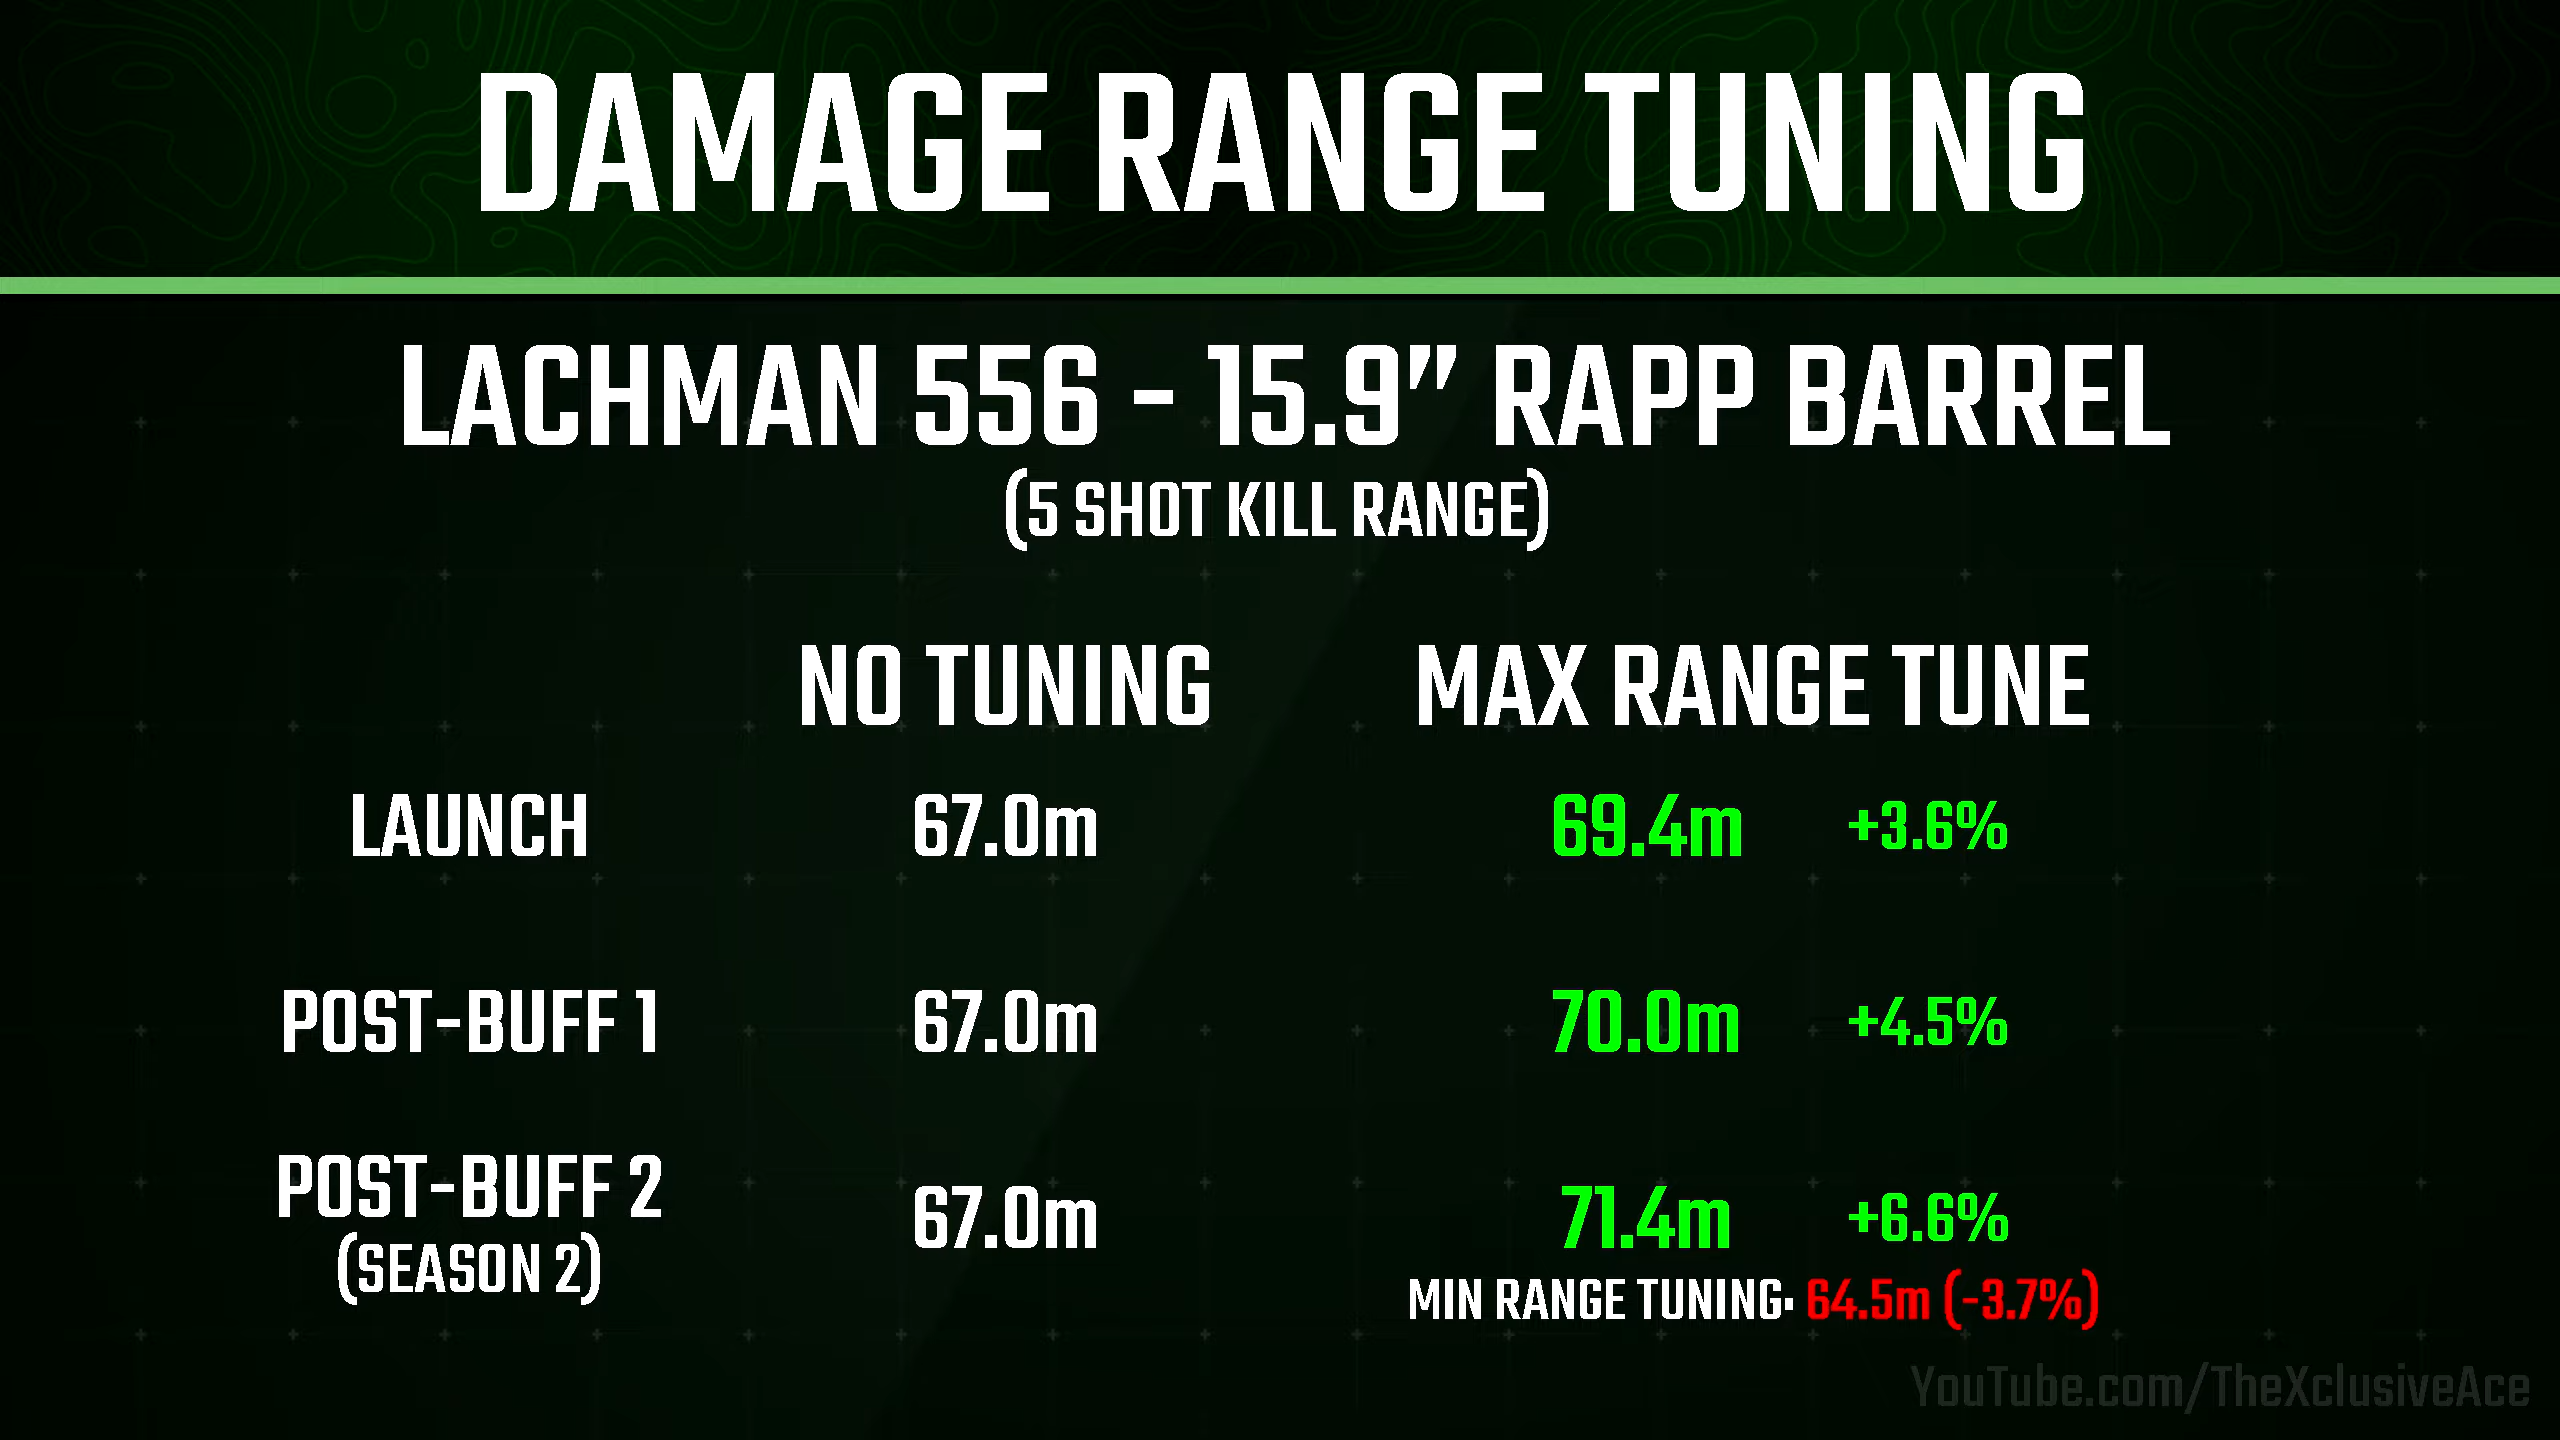 DAMAGE RANGE TUNING
LACHMAN 556 - 15.9" RAPP BARREL
(5 SHOT KILL RANGE)
NO TUNING MAX RANGE TUNE
LAUNCH 67.0m 69.4m +3.6%
POST-BUFF 1 67.0m 70.0m +4.5%
POST-BUFF 2 67.0m 71.4m +6.6%
(SEASON 2)
MIN RANGE TUNING: 64.5m (-3.7%)
YouTube.com/TheXclusiveAce